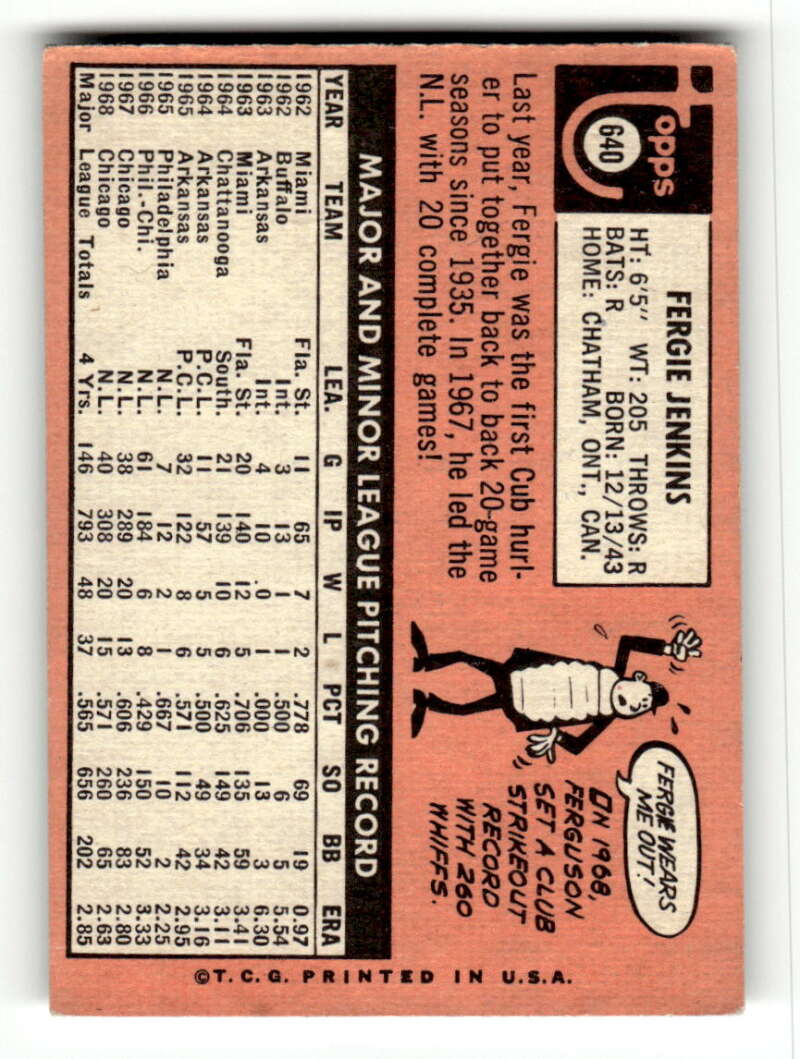 Topps
640
FERGIE JENKINS
HT: 6'5" WT: 205 THROWS: R
BATS: R BORN: 12/13/43
HOME: CHATHAM, ONT., CAN.
Last year, Fergie was the first Cub hurl-
er to put together back to back 20-game
seasons since 1935. In 1967, he led the
N.L. with 20 complete games!
FERGIE WEARS
ME OUT!
ON 1968,
FERGUSON
SET A CLUB
STRIKEOUT
RECORD
WITH 260
WHIFFS.
MAJOR AND MINOR LEAGUE PITCHING RECORD
YEAR TEAM LEA. G IP W L PCT SO BB ERA
1962 Miami Fla. St. 11 65 7 2 .778 69 19 0.97
1962 Buffalo Int. 3 13 1 1 .500 6 5 5.54
1963 Arkansas Int. 4 10 0 1 .000 13 3 6.30
1963 Miami Fla. St. 20 140 12 5 .706 135 59 3.41
1964 Chattanooga South. 21 139 10 6 .625 149 42 3.11
1964 Arkansas P.C.L. 11 57 5 5 .500 49 34 3.16
1965 Arkansas P.C.L. 32 122 8 6 .571 112 42 2.95
1965 Philadelphia N.L. 7 12 2 1 .667 10 2 2.25
1966 Phil.-Chi. N.L. 61 184 6 8 .429 150 52 3.33
1967 Chicago N.L. 38 289 20 13 .606 236 83 2.80
1968 Chicago N.L. 40 308 20 15 .571 260 65 2.63
Major League Totals 4 Yrs. 146 793 48 37 .565 656 202 2.85
©T.C.G. PRINTED IN U.S.A.